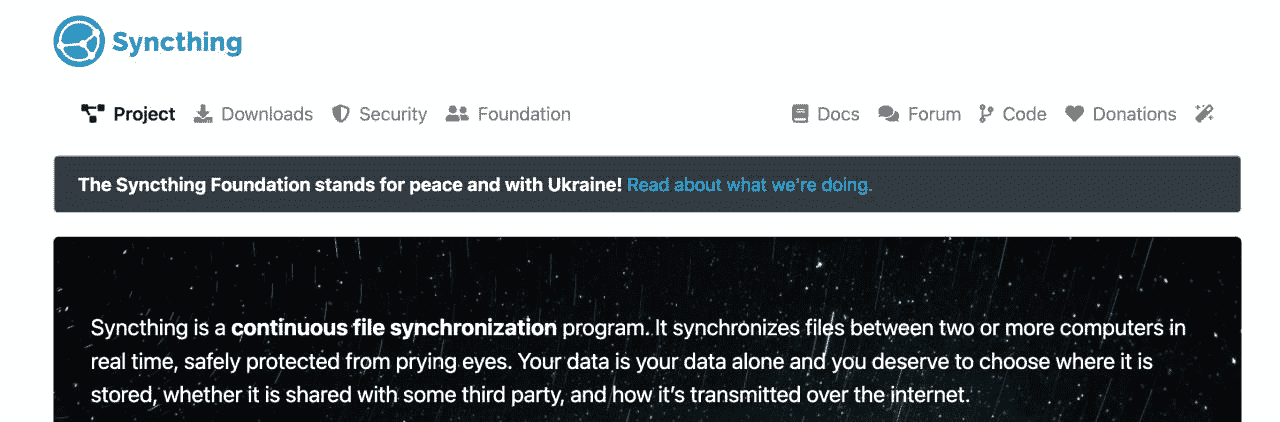 Syncthing
Project Downloads Security Foundation Docs Forum Code Donations
The Syncthing Foundation stands for peace and with Ukraine! Read about what we're doing.
Syncthing is a continuous file synchronization program. It synchronizes files between two or more computers in
real time, safely protected from prying eyes. Your data is your data alone and you deserve to choose where it is
stored, whether it is shared with some third party, and how it’s transmitted over the internet.